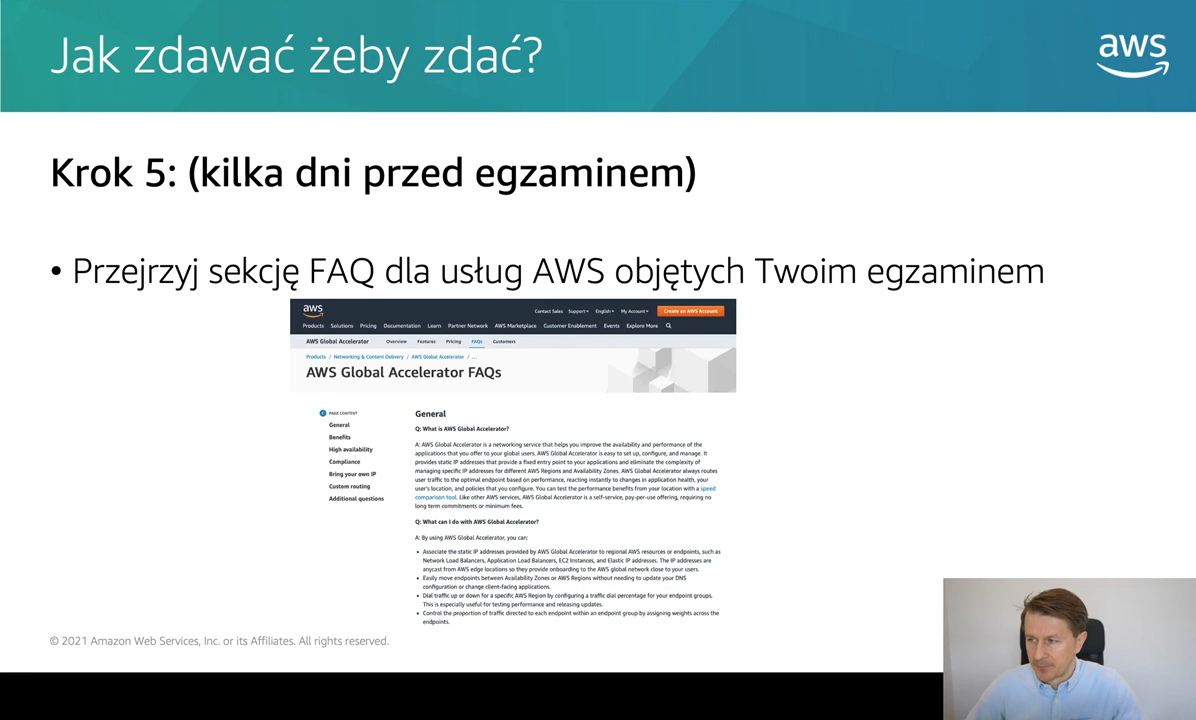 Jak zdawać żeby zdać?
aws
Krok 5: (kilka dni przed egzaminem)
• Przejrzyj sekcję FAQ dla usług AWS objętych Twoim egzaminem
aws
Contact Sales Support English My Account Create an AWS Account
Products Solutions Pricing Documentation Learn Partner Network AWS Marketplace Customer Enablement Events Explore More
AWS Global Accelerator Overview Features Pricing FAQs Customers
Products / Networking & Content Delivery / AWS Global Accelerator / ...
AWS Global Accelerator FAQs
PAGE CONTENT
General
Benefits
High availability
Compliance
Bring your own IP
Custom routing
Additional questions
General
Q: What is AWS Global Accelerator?
A: AWS Global Accelerator is a networking service that helps you improve the availability and performance of the
applications that you offer to your global users. AWS Global Accelerator is easy to set up, configure, and manage. It
provides static IP addresses that provide a fixed entry point to your applications and eliminate the complexity of
managing specific IP addresses for different AWS Regions and Availability Zones. AWS Global Accelerator always routes
user traffic to the optimal endpoint based on performance, reacting instantly to changes in application health, your
user's location, and policies that you configure. You can test the performance benefits from your location with a speed
comparison tool. Like other AWS services, AWS Global Accelerator is a self-service, pay-per-use offering, requiring no
long term commitments or minimum fees.
Q: What can I do with AWS Global Accelerator?
A: By using AWS Global Accelerator, you can:
• Associate the static IP addresses provided by AWS Global Accelerator to regional AWS resources or endpoints, such as
Network Load Balancers, Application Load Balancers, EC2 Instances, and Elastic IP addresses. The IP addresses are
anycast from AWS edge locations so they provide onboarding to the AWS global network close to your users.
• Easily move endpoints between Availability Zones or AWS Regions without needing to update your DNS
configuration or change client-facing applications.
• Dial traffic up or down for a specific AWS Region by configuring a traffic dial percentage for your endpoint groups.
This is especially useful for testing performance and releasing updates.
• Control the proportion of traffic directed to each endpoint within an endpoint group by assigning weights across the
endpoints.
© 2021 Amazon Web Services, Inc. or its Affiliates. All rights reserved.